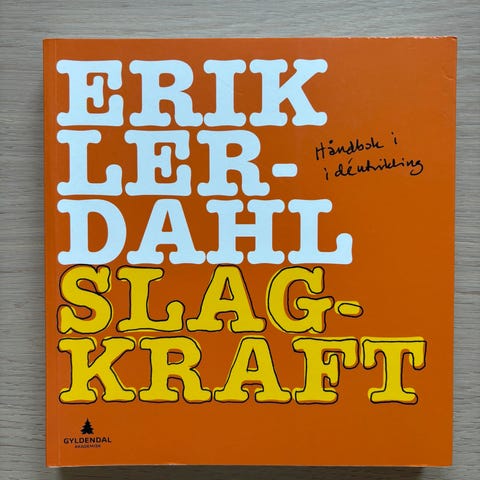 ERIK
LER-
DAHL
Håndbok i
idéutvikling
SLAG-
KRAFT
GYLDENDAL
AKADEMISK